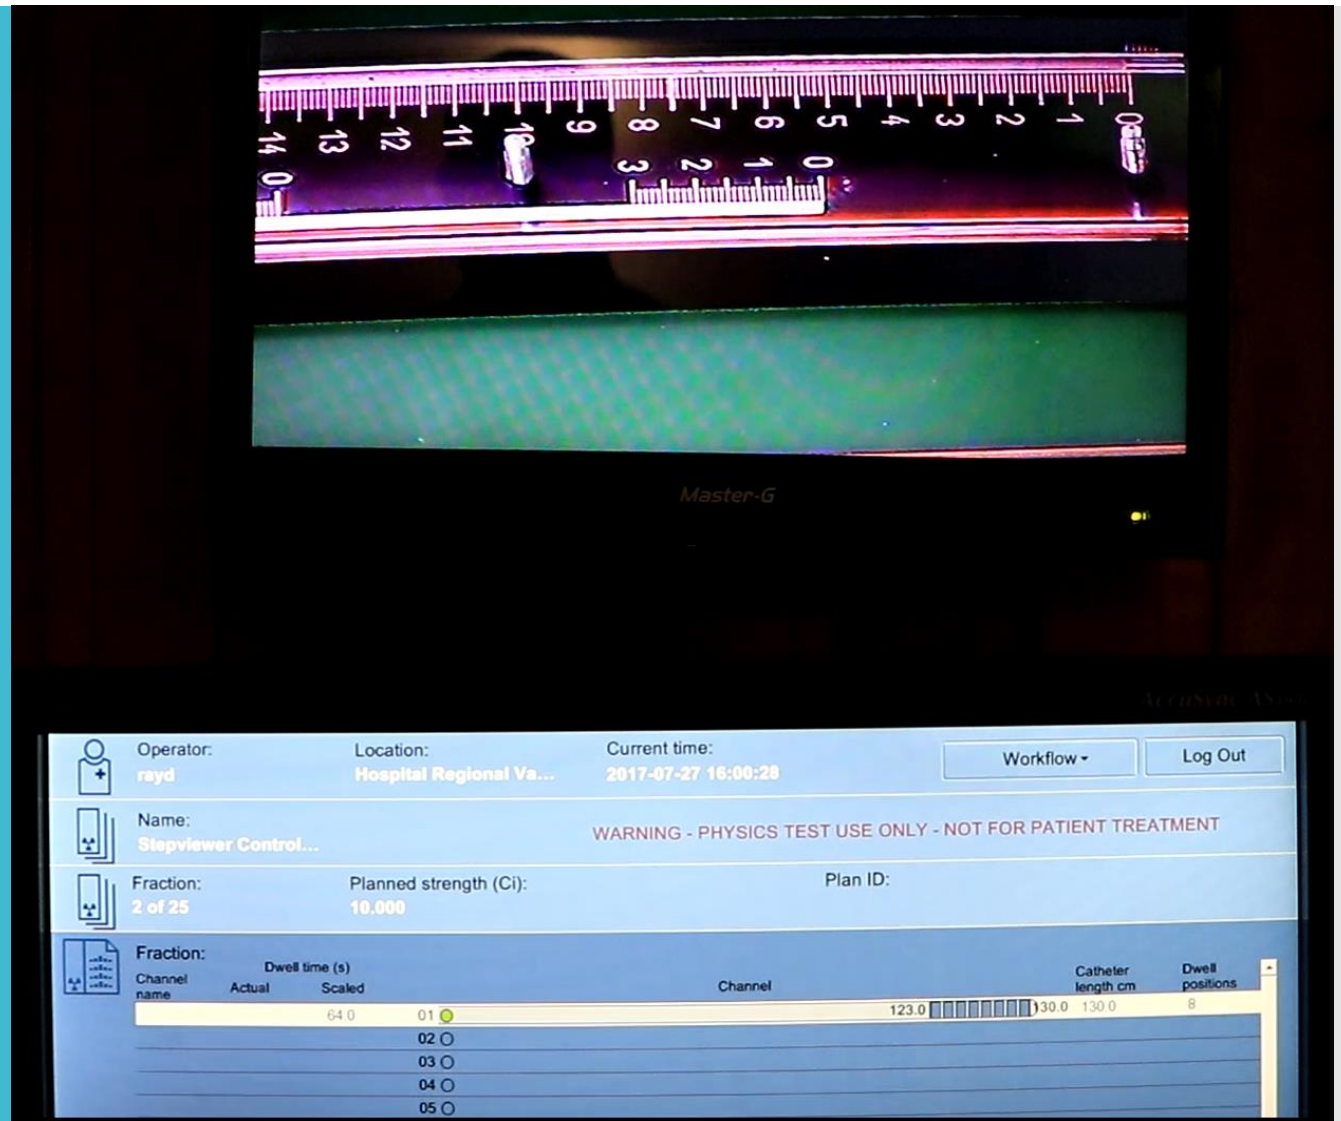 14 13 12 11 10 9 8 7 6 5 4 3 2 1 0
0 3 2 1 0
Master-G
AccuSync
Operator: Location: Current time: Workflow Log Out
rayd Hospital Regional Va... 2017-07-27 16:00:28
Name: WARNING - PHYSICS TEST USE ONLY - NOT FOR PATIENT TREATMENT
Stepviewer Control...
Fraction: Planned strength (Ci): Plan ID:
2 of 25 10.000
Fraction:
Dwell time (s) Catheter Dwell
Channel Actual Scaled Channel length cm positions
name
64.0 01 123.0 130.0 130.0 8
02
03
04
05